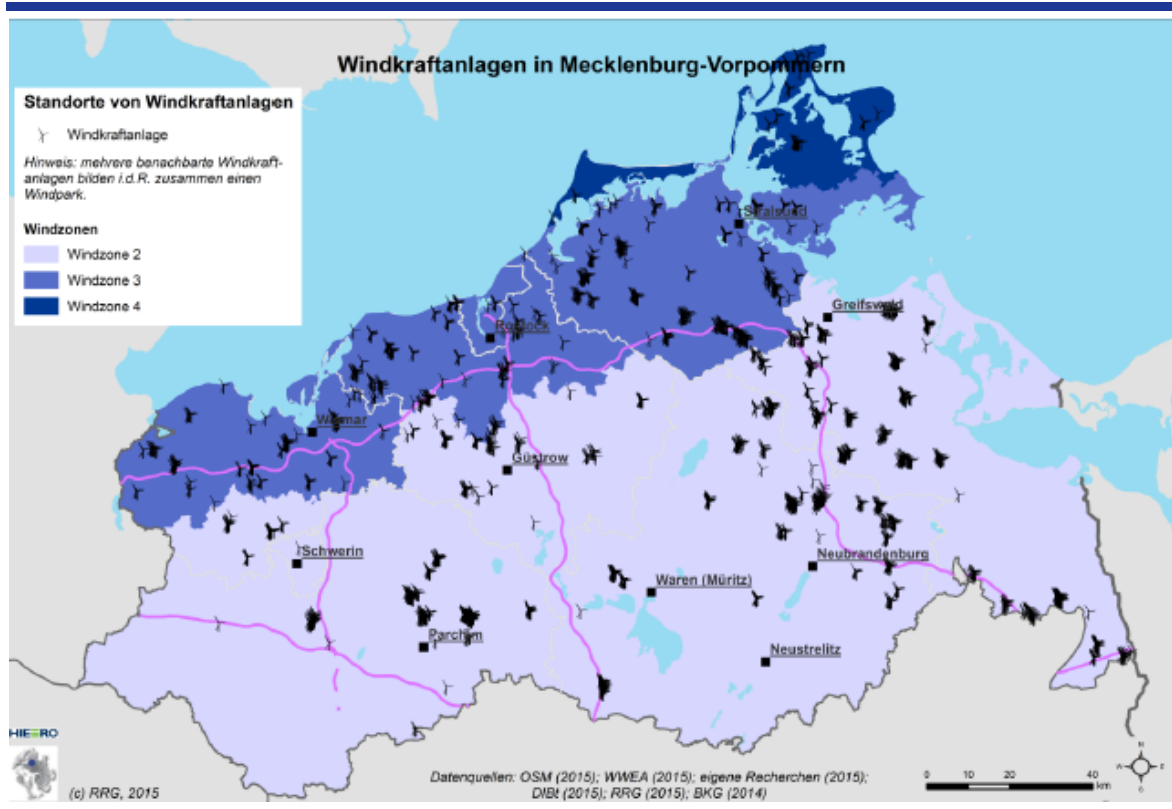 Windkraftanlagen in Mecklenburg-Vorpommern
Standorte von Windkraftanlagen
Windkraftanlage
Hinweis: mehrere benachbarte Windkraft-
anlagen bilden i.d.R. zusammen einen
Windpark.
Windzonen
Windzone 2
Windzone 3
Windzone 4
Stralsund
Greifswald
Rostock
Wismar
Güstrow
Schwerin
Neubrandenburg
Waren (Müritz)
Parchim
Neustrelitz
HIE=RO
(c) RRG, 2015
Datenquellen: OSM (2015); WWEA (2015); eigene Recherchen (2015);
DIBt (2015); RRG (2015); BKG (2014)
N
W
E
S
0 10 20 40
km